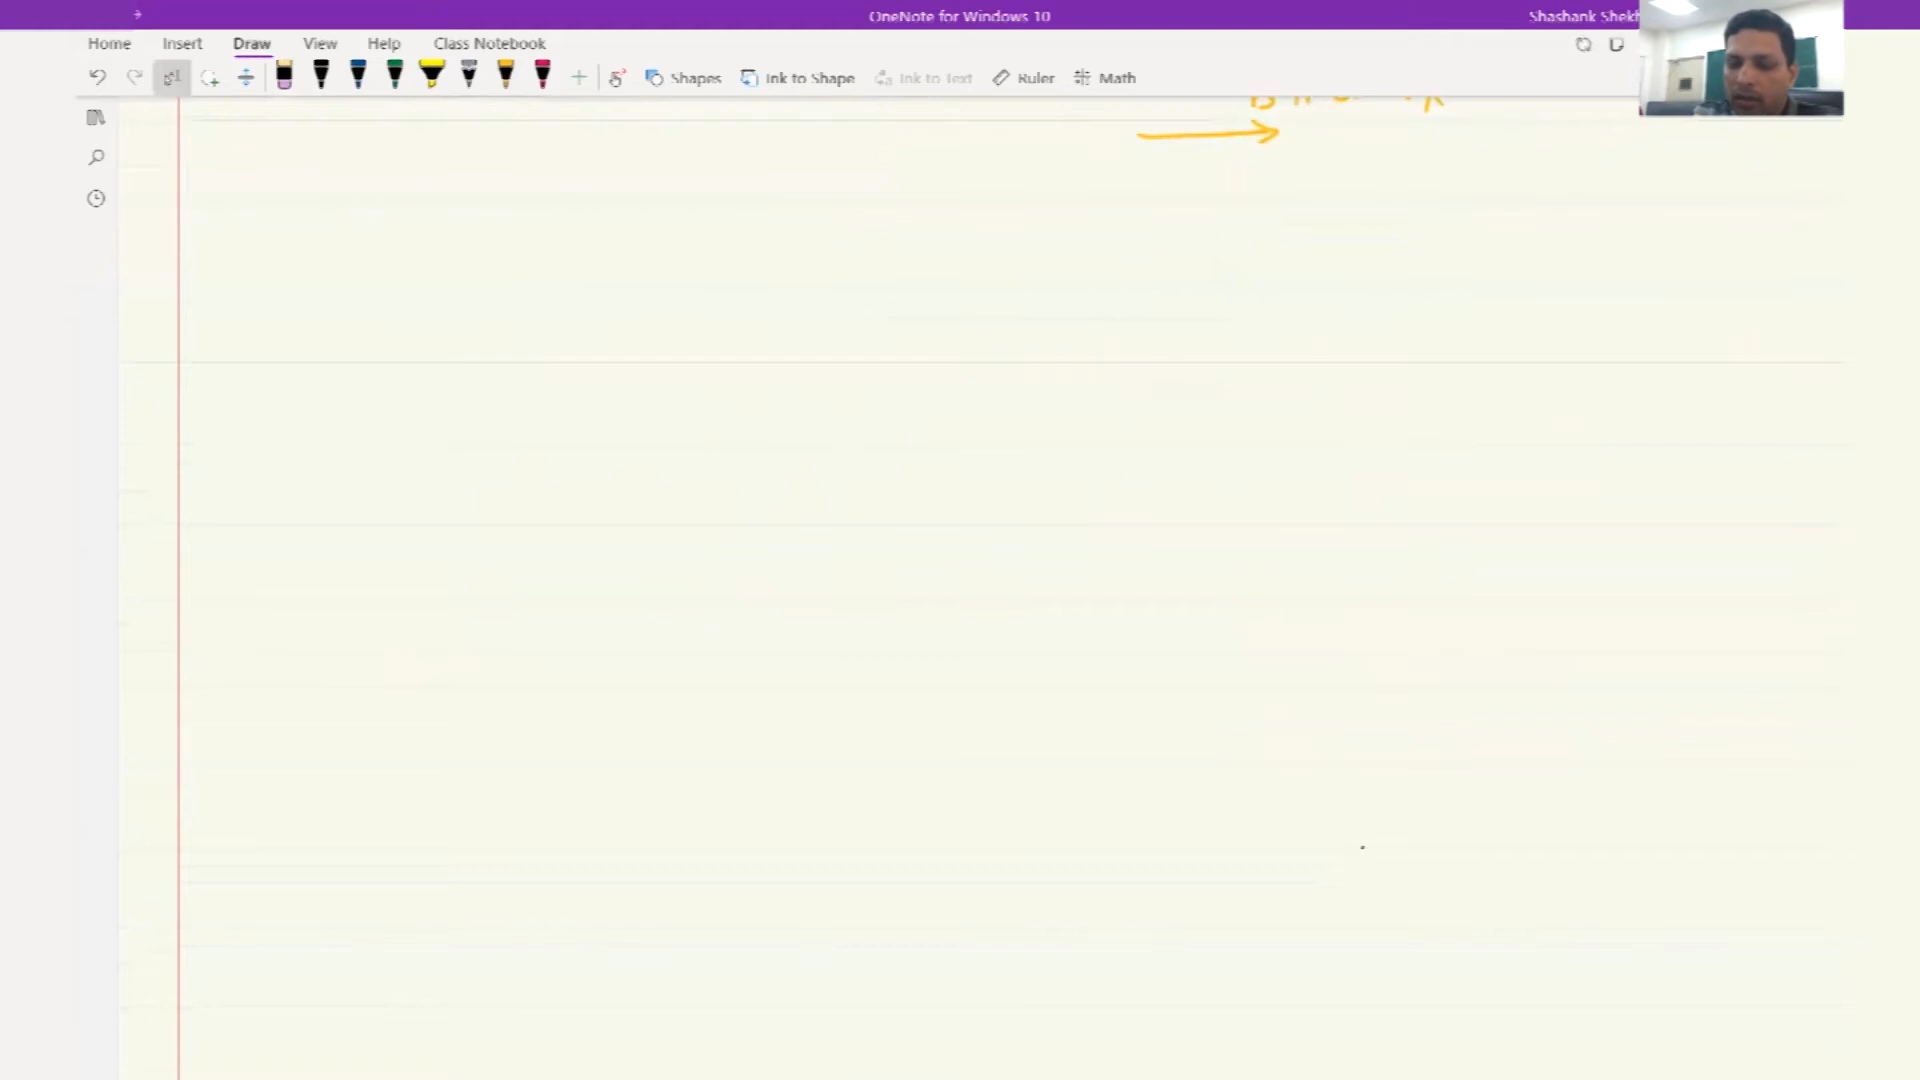 OneNote for Windows 10
Shashank Shekh
Home Insert Draw View Help Class Notebook
Shapes Ink to Shape Ink to Text Ruler Math